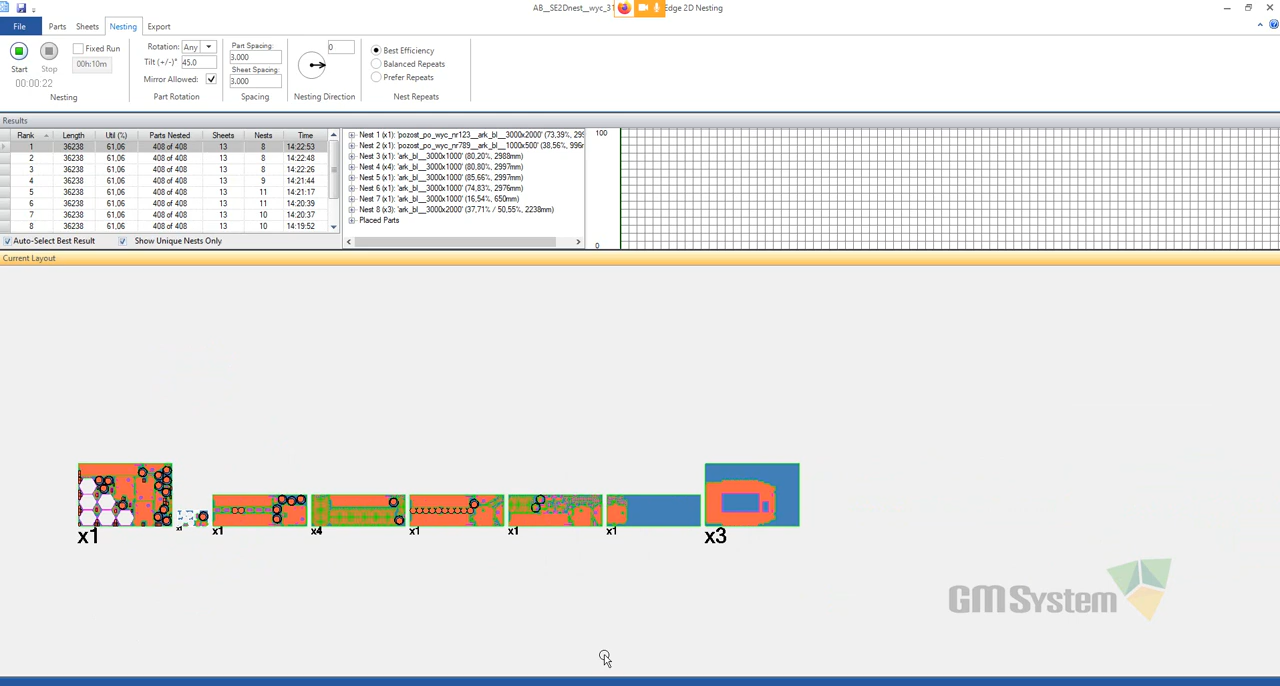 AB__SE2Dnest__wyc_31
Edge 2D Nesting
File Parts Sheets Nesting Export
Start Stop Fixed Run
00h:10m
00:00:22
Nesting
Rotation: Any
Tilt (+/-)° 45.0
Mirror Allowed:
Part Rotation
Part Spacing:
3.000
Sheet Spacing:
3.000
Spacing
0
Nesting Direction
Best Efficiency
Balanced Repeats
Prefer Repeats
Nest Repeats
Results
Rank Length Util (%) Parts Nested Sheets Nests Time
1 36238 61,06 408 of 408 13 8 14:22:53
2 36238 61,06 408 of 408 13 8 14:22:48
3 36238 61,06 408 of 408 13 8 14:22:26
4 36238 61,06 408 of 408 13 9 14:21:44
5 36238 61,06 408 of 408 13 11 14:21:17
6 36238 61,06 408 of 408 13 11 14:20:39
7 36238 61,06 408 of 408 13 10 14:20:37
8 36238 61,06 408 of 408 13 10 14:19:52
Auto-Select Best Result Show Unique Nests Only
Nest 1 (x1): 'pozost_po_wyc_nr123__ark_bl__3000x2000' (73,39%, 299
Nest 2 (x1): 'pozost_po_wyc_nr789__ark_bl__1000x500' (38,56%, 996m
Nest 3 (x1): 'ark_bl__3000x1000' (80,20%, 2988mm)
Nest 4 (x4): 'ark_bl__3000x1000' (80,80%, 2997mm)
Nest 5 (x1): 'ark_bl__3000x1000' (85,66%, 2997mm)
Nest 6 (x1): 'ark_bl__3000x1000' (74,83%, 2976mm)
Nest 7 (x1): 'ark_bl__3000x1000' (16,54%, 650mm)
Nest 8 (x3): 'ark_bl__3000x2000' (37,71% / 50,55%, 2238mm)
Placed Parts
100
0
Current Layout
x1 x1 x1 x4 x1 x1 x1 x3
GM System